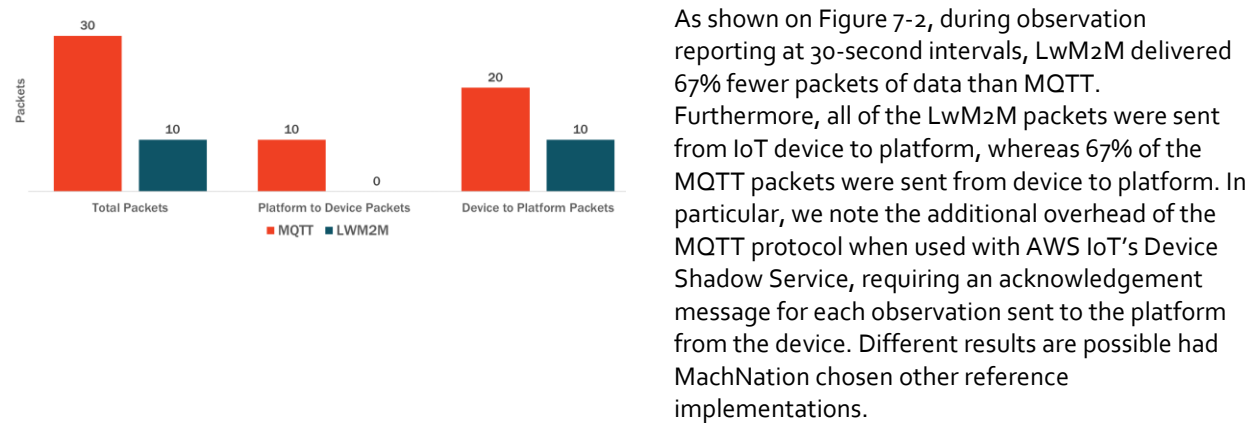 30
10
Total Packets
10
0
Platform to Device Packets
20
10
Device to Platform Packets
Packets
MQTT LWM2M
As shown on Figure 7-2, during observation
reporting at 30-second intervals, LwM2M delivered
67% fewer packets of data than MQTT.
Furthermore, all of the LwM2M packets were sent
from IoT device to platform, whereas 67% of the
MQTT packets were sent from device to platform. In
particular, we note the additional overhead of the
MQTT protocol when used with AWS IoT’s Device
Shadow Service, requiring an acknowledgement
message for each observation sent to the platform
from the device. Different results are possible had
MachNation chosen other reference
implementations.